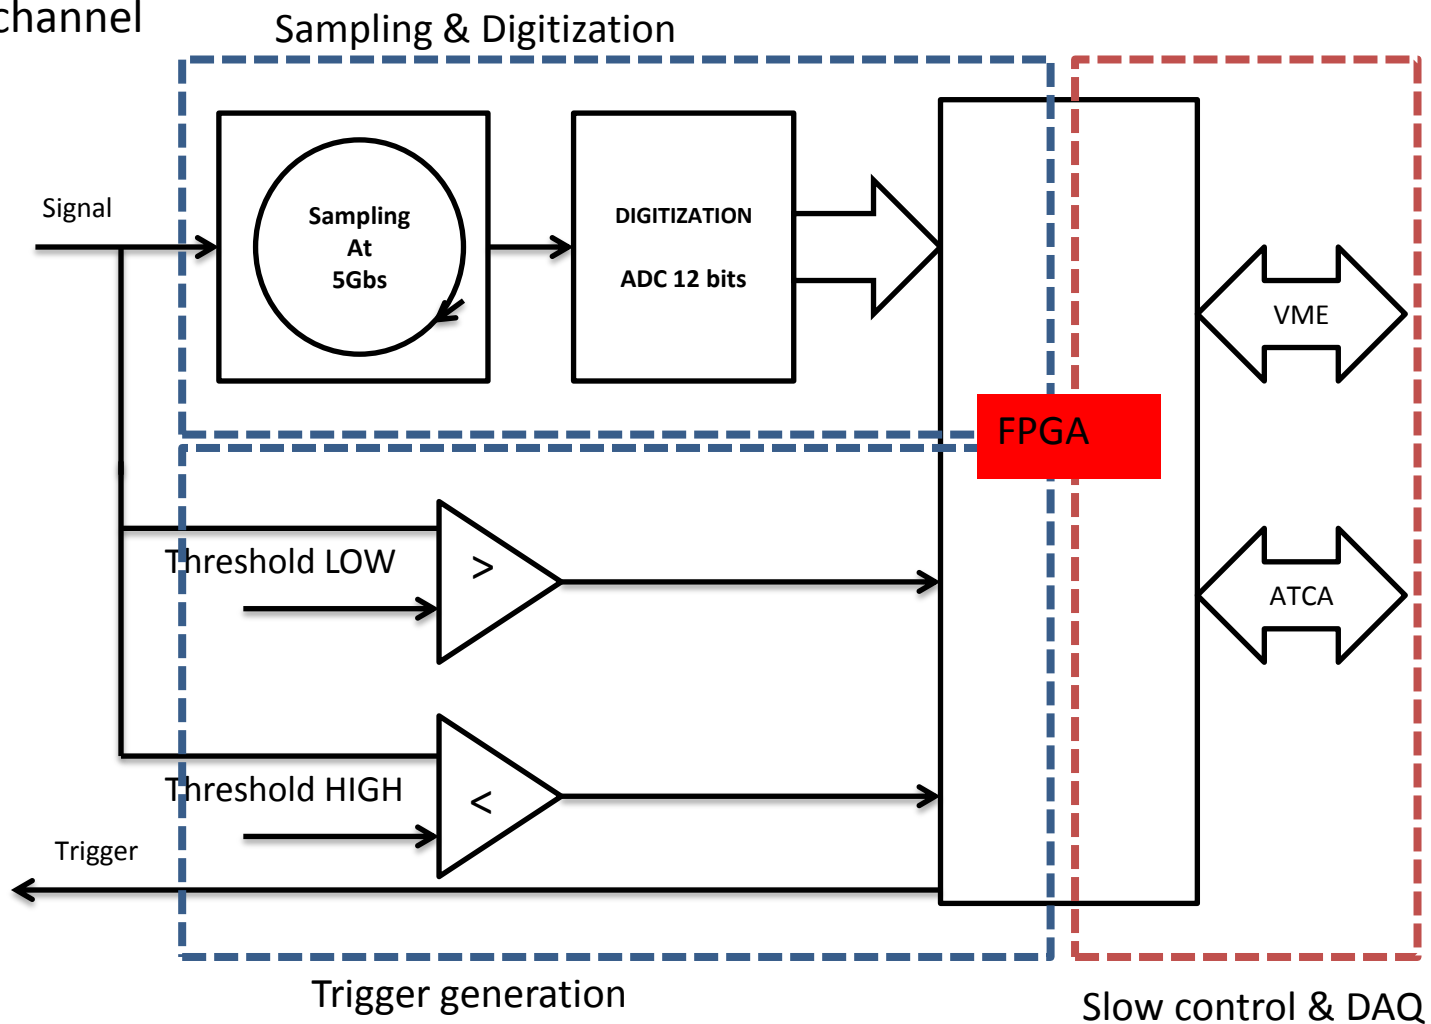 channel
Sampling & Digitization
Signal
Sampling
At
5Gbs
DIGITIZATION
ADC 12 bits
VME
FPGA
>
Threshold LOW
ATCA
<
Threshold HIGH
Trigger
Trigger generation
Slow control & DAQ